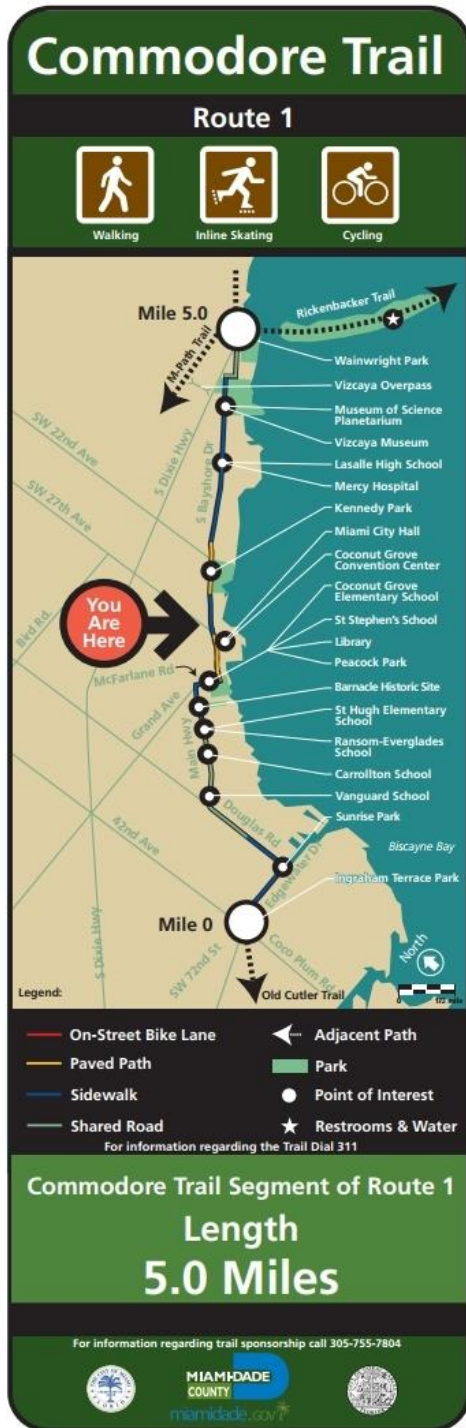 Commodore Trail
Route 1
Walking
Inline Skating
Cycling
Mile 5.0
Rickenbacker Trail
M-Path Trail
Wainwright Park
Vizcaya Overpass
Museum of Science
Planetarium
Vizcaya Museum
Lasalle High School
Mercy Hospital
Kennedy Park
Miami City Hall
Coconut Grove
Convention Center
Coconut Grove
Elementary School
St Stephen's School
Library
Peacock Park
Barnacle Historic Site
St Hugh Elementary
School
Ransom-Everglades
School
Carrollton School
Vanguard School
Sunrise Park
Biscayne Bay
Ingraham Terrace Park
SW 22nd Ave
S Dixie Hwy
S Bayshore Dr
SW 27th Ave
Bird Rd.
You
Are
Here
McFarlane Rd
Grand Ave
Main Hwy
Douglas Rd
42nd Ave
Edgewater Dr
Mile 0
S Dixie Hwy
SW 72nd St
Coco Plum Rd
Old Cutler Trail
North
0 1/2 mile
Legend:
On-Street Bike Lane
Adjacent Path
Paved Path
Park
Sidewalk
Point of Interest
Shared Road
Restrooms & Water
For information regarding the Trail Dial 311
Commodore Trail Segment of Route 1
Length
5.0 Miles
For information regarding trail sponsorship call 305-755-7804
MIAMI-DADE
COUNTY
miamidade.gov